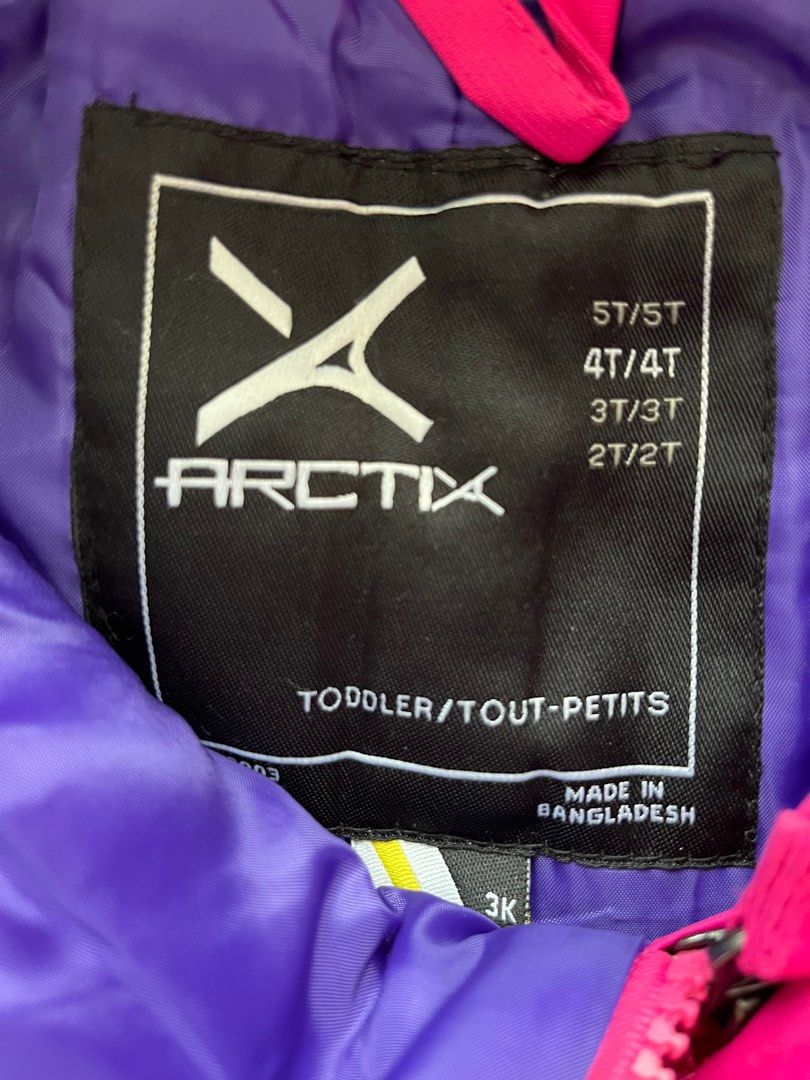 5T/5T
4T/4T
3T/3T
2T/2T
ARCTIX
TODDLER/TOUT-PETITS
MADE IN
BANGLADESH
3K